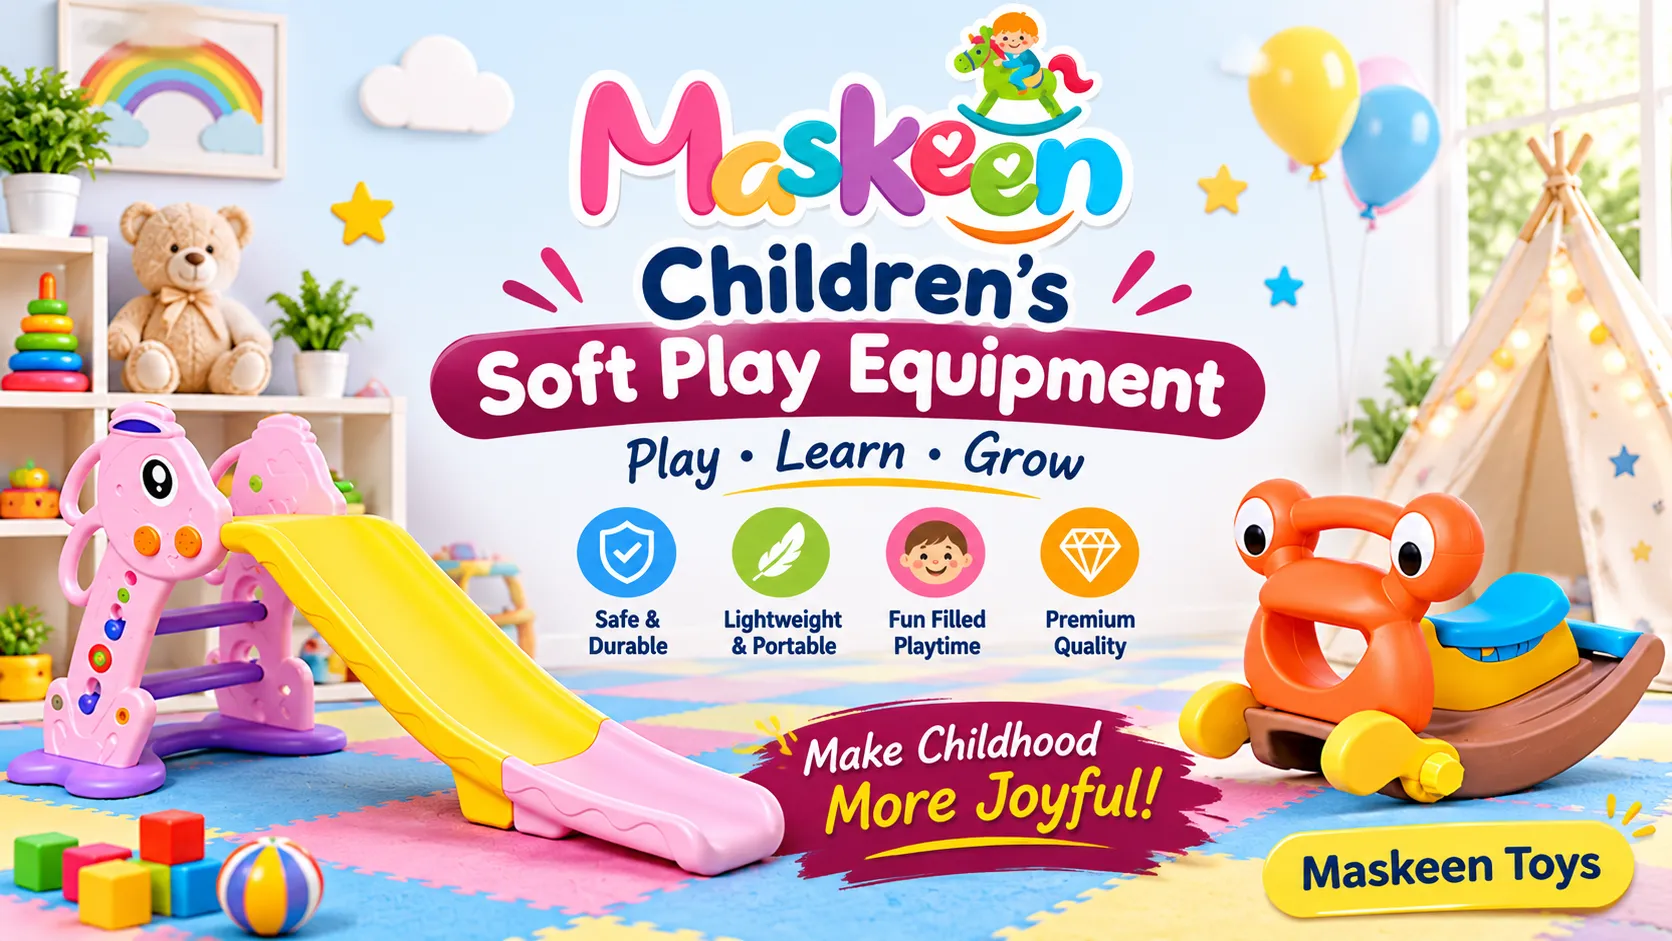 Maskeen
Children's
Soft Play Equipment
Play • Learn • Grow
Safe &
Durable
Lightweight
& Portable
Fun Filled
Playtime
Premium
Quality
Make Childhood
More Joyful!
Maskeen Toys